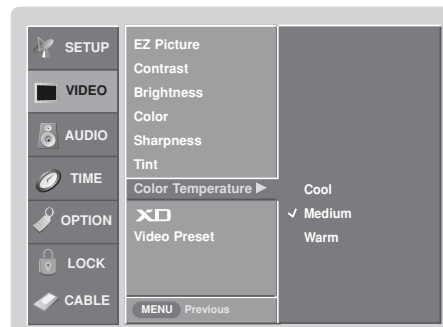 SETUP
VIDEO
AUDIO
TIME
OPTION
LOCK
CABLE
EZ Picture
Contrast
Brightness
Color
Sharpness
Tint
Color Temperature ▶
XD
Video Preset
MENU Previous
Cool
✓ Medium
Warm